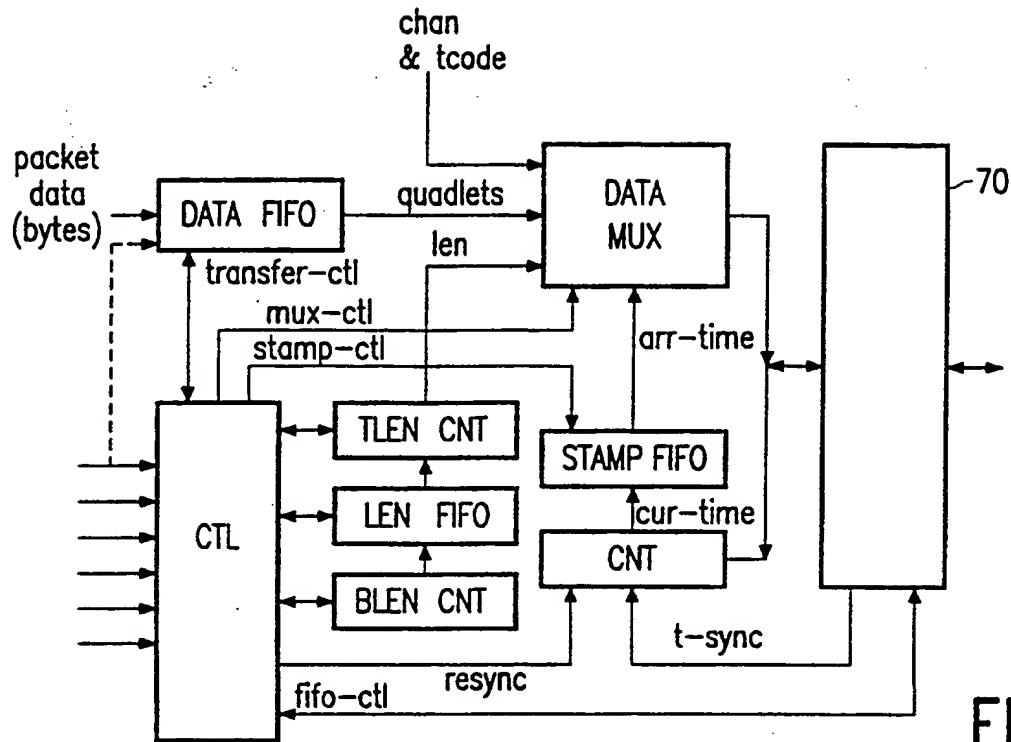 chan
& tcode
packet
data
(bytes)
DATA FIFO
quadlets
DATA
MUX
70
len
transfer-ctl
mux-ctl
stamp-ctl
arr-time
TLEN CNT
STAMP FIFO
LEN FIFO
cur-time
CTL
CNT
BLEN CNT
t-sync
resync
fifo-ctl